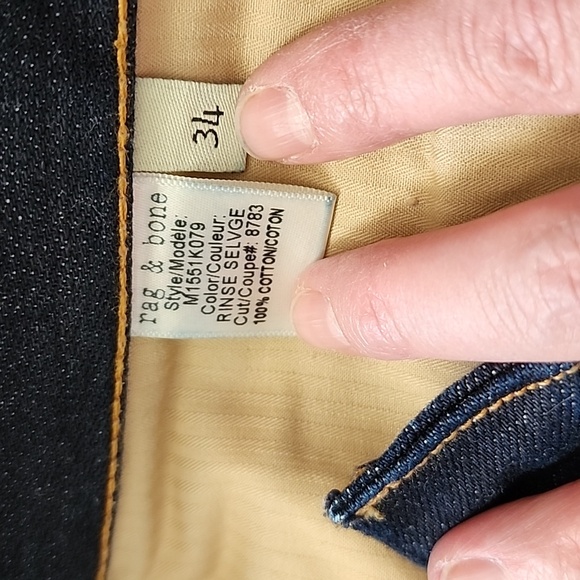 34
rag & bone
Style/Modèle:
M1551K079
Color/Couleur:
RINSE SELVGE
Cut/Coupe#: 8783
100% COTTON/COTON